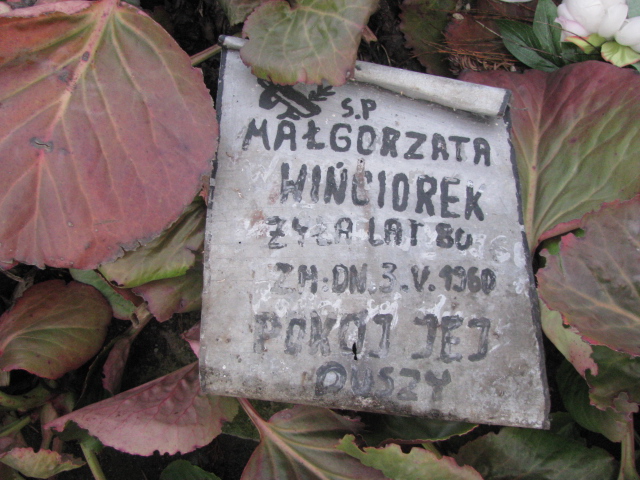 S.P
MAŁGORZATA
WIŃCIOREK
ŻYŁA LAT 80
ZM. DN. 3. V. 1960
POKÓJ JEJ
DUSZY